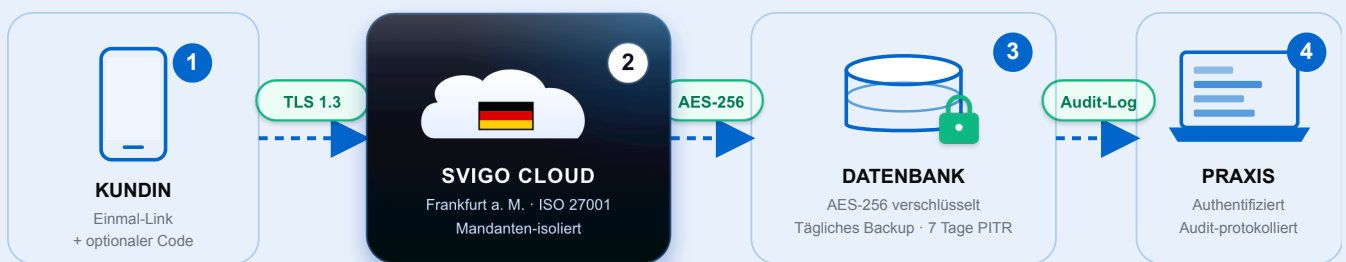 1
KUNDIN
Einmal-Link
+ optionaler Code
TLS 1.3
2
SVIGO CLOUD
Frankfurt a. M. · ISO 27001
Mandanten-isoliert
AES-256
3
DATENBANK
AES-256 verschlüsselt
Tägliches Backup · 7 Tage PITR
Audit-Log
4
PRAXIS
Authentifiziert
Audit-protokolliert